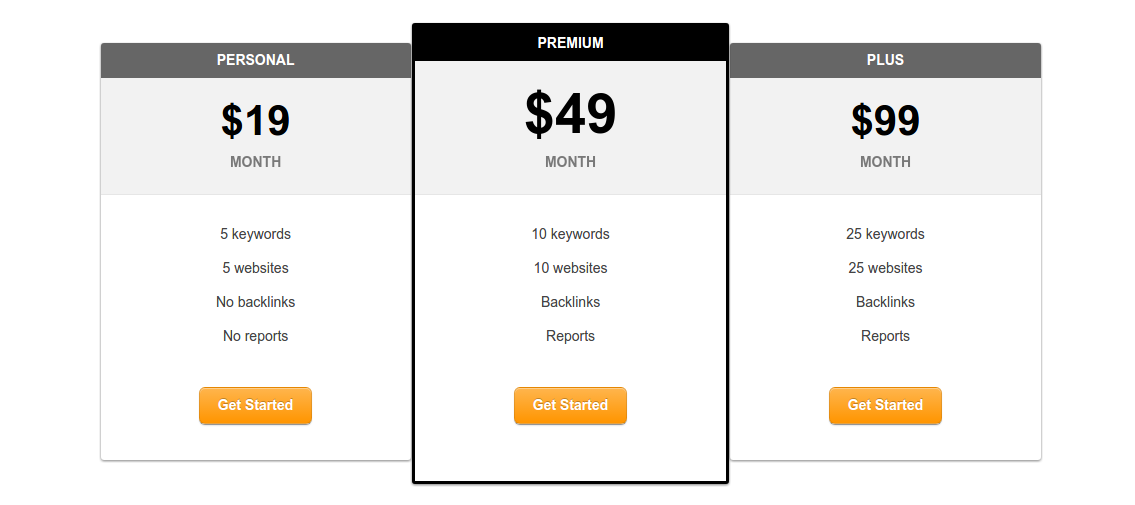 PERSONAL
$19
MONTH
5 keywords
5 websites
No backlinks
No reports
Get Started
PREMIUM
$49
MONTH
10 keywords
10 websites
Backlinks
Reports
Get Started
PLUS
$99
MONTH
25 keywords
25 websites
Backlinks
Reports
Get Started